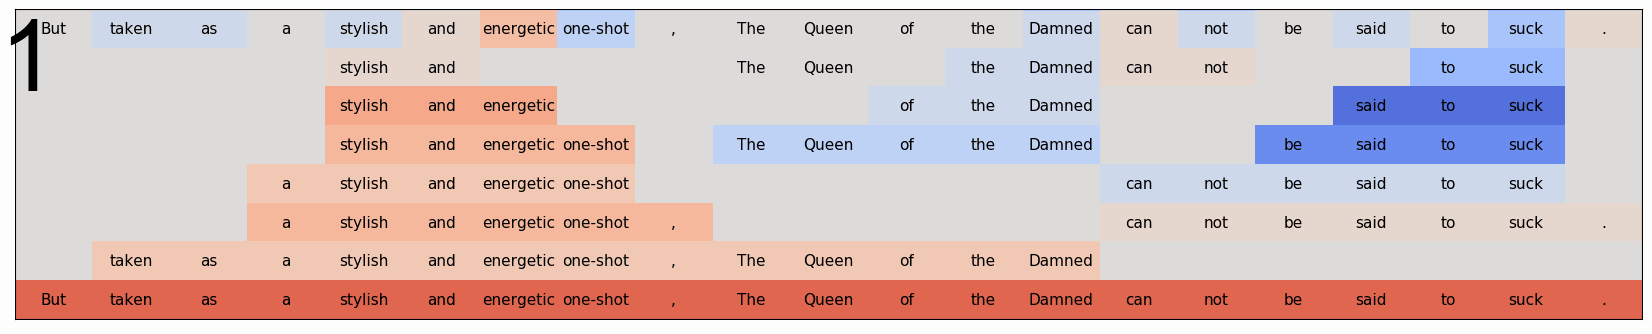 1
But taken as a stylish and energetic one-shot , The Queen of the Damned can not be said to suck .
stylish and The Queen the Damned can not to suck
stylish and energetic of the Damned said to suck
stylish and energetic one-shot The Queen of the Damned be said to suck
a stylish and energetic one-shot can not be said to suck
a stylish and energetic one-shot , can not be said to suck .
taken as a stylish and energetic one-shot , The Queen of the Damned
But taken as a stylish and energetic one-shot , The Queen of the Damned can not be said to suck .